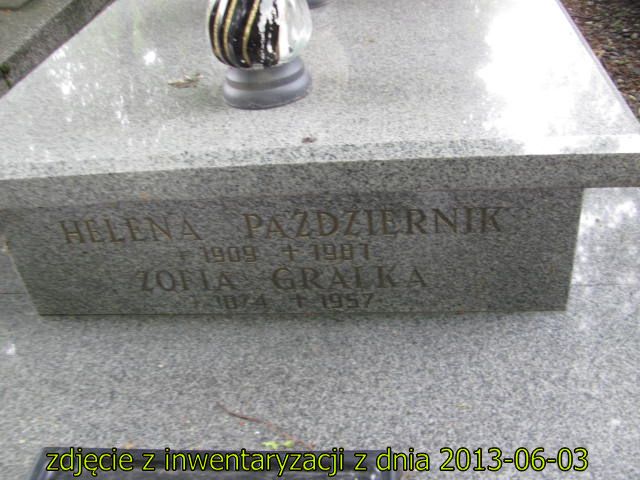 HELENA PAŹDZIERNIK
* 1909 + 1987
ZOFIA GRALKA
* 1874 + 1957
zdjęcie z inwentaryzacji z dnia 2013-06-03